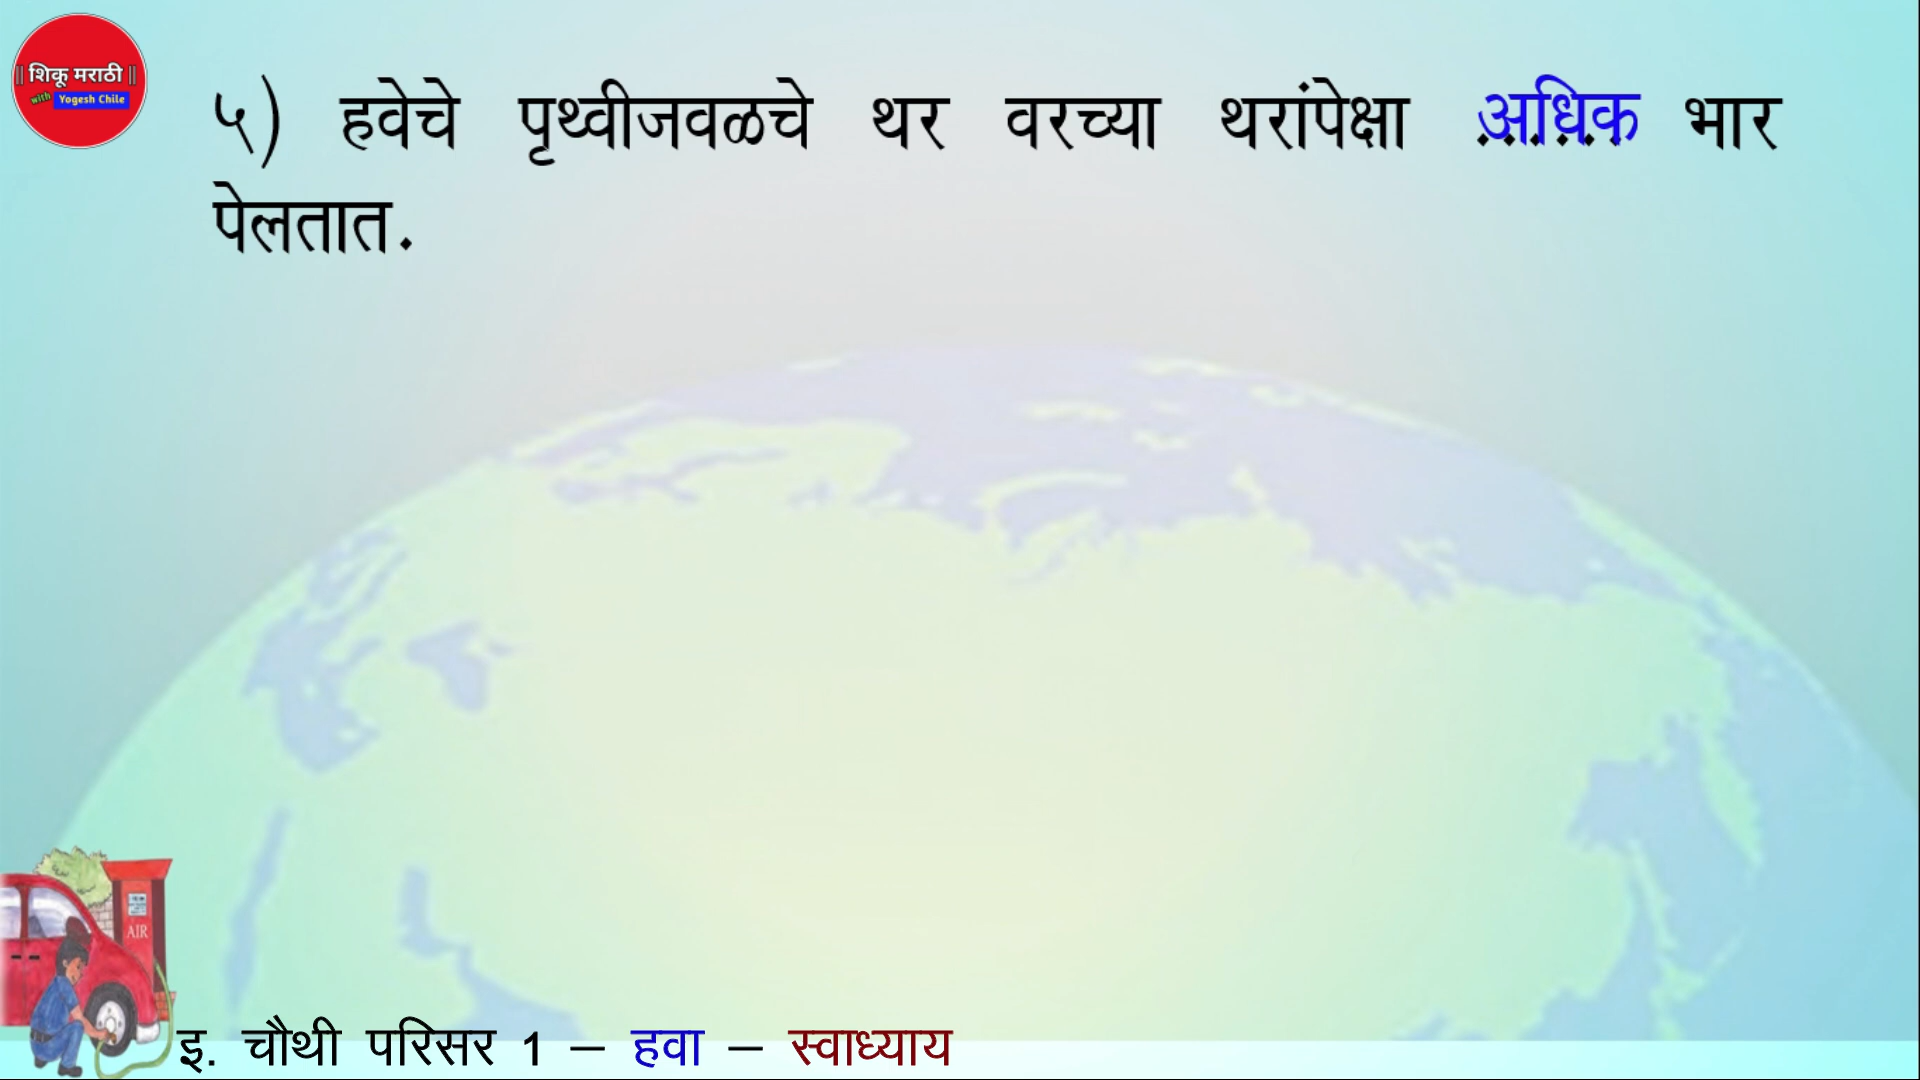 || शिकू मराठी ||
with Yogesh Chile
५) हवेचे पृथ्वीजवळचे थर वरच्या थरांपेक्षा अधिक भार
पेलतात.
AIR
इ. चौथी परिसर 1 – हवा – स्वाध्याय